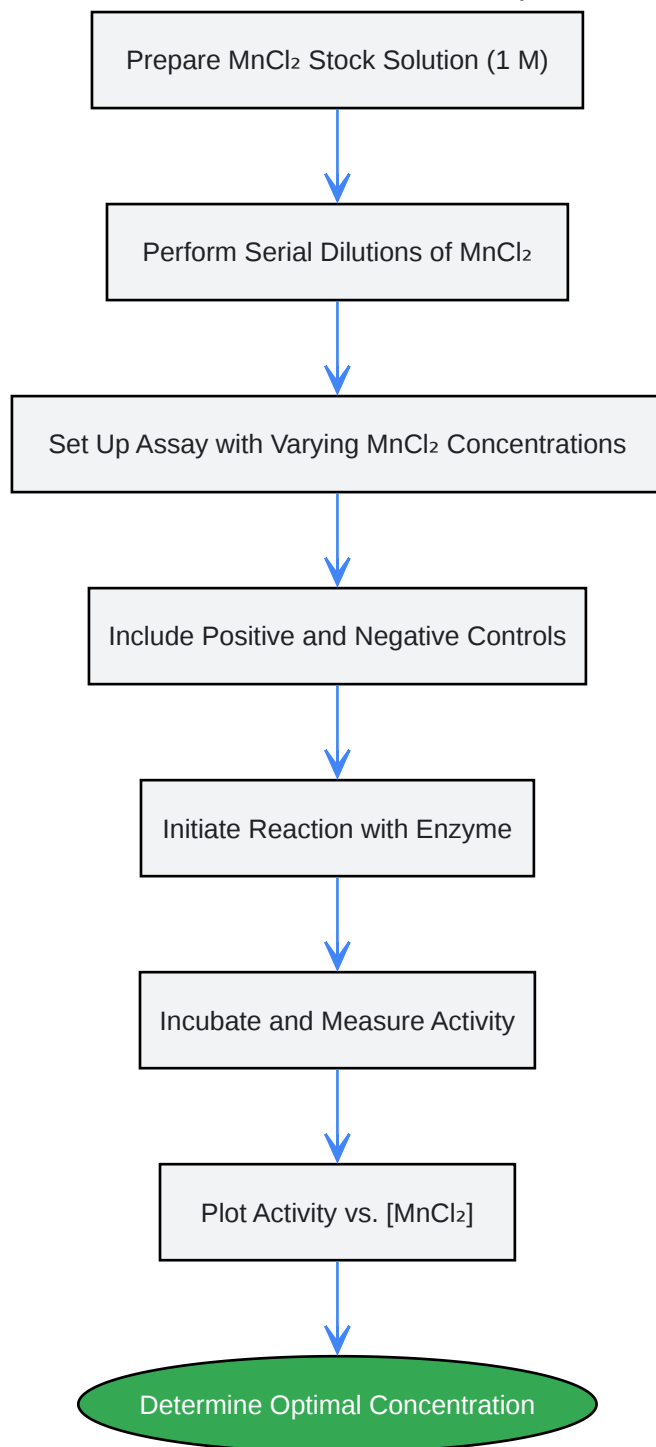 Prepare MnCl₂ Stock Solution (1 M)
Perform Serial Dilutions of MnCl₂
Set Up Assay with Varying MnCl₂ Concentrations
Include Positive and Negative Controls
Initiate Reaction with Enzyme
Incubate and Measure Activity
Plot Activity vs. [MnCl₂]
Determine Optimal Concentration